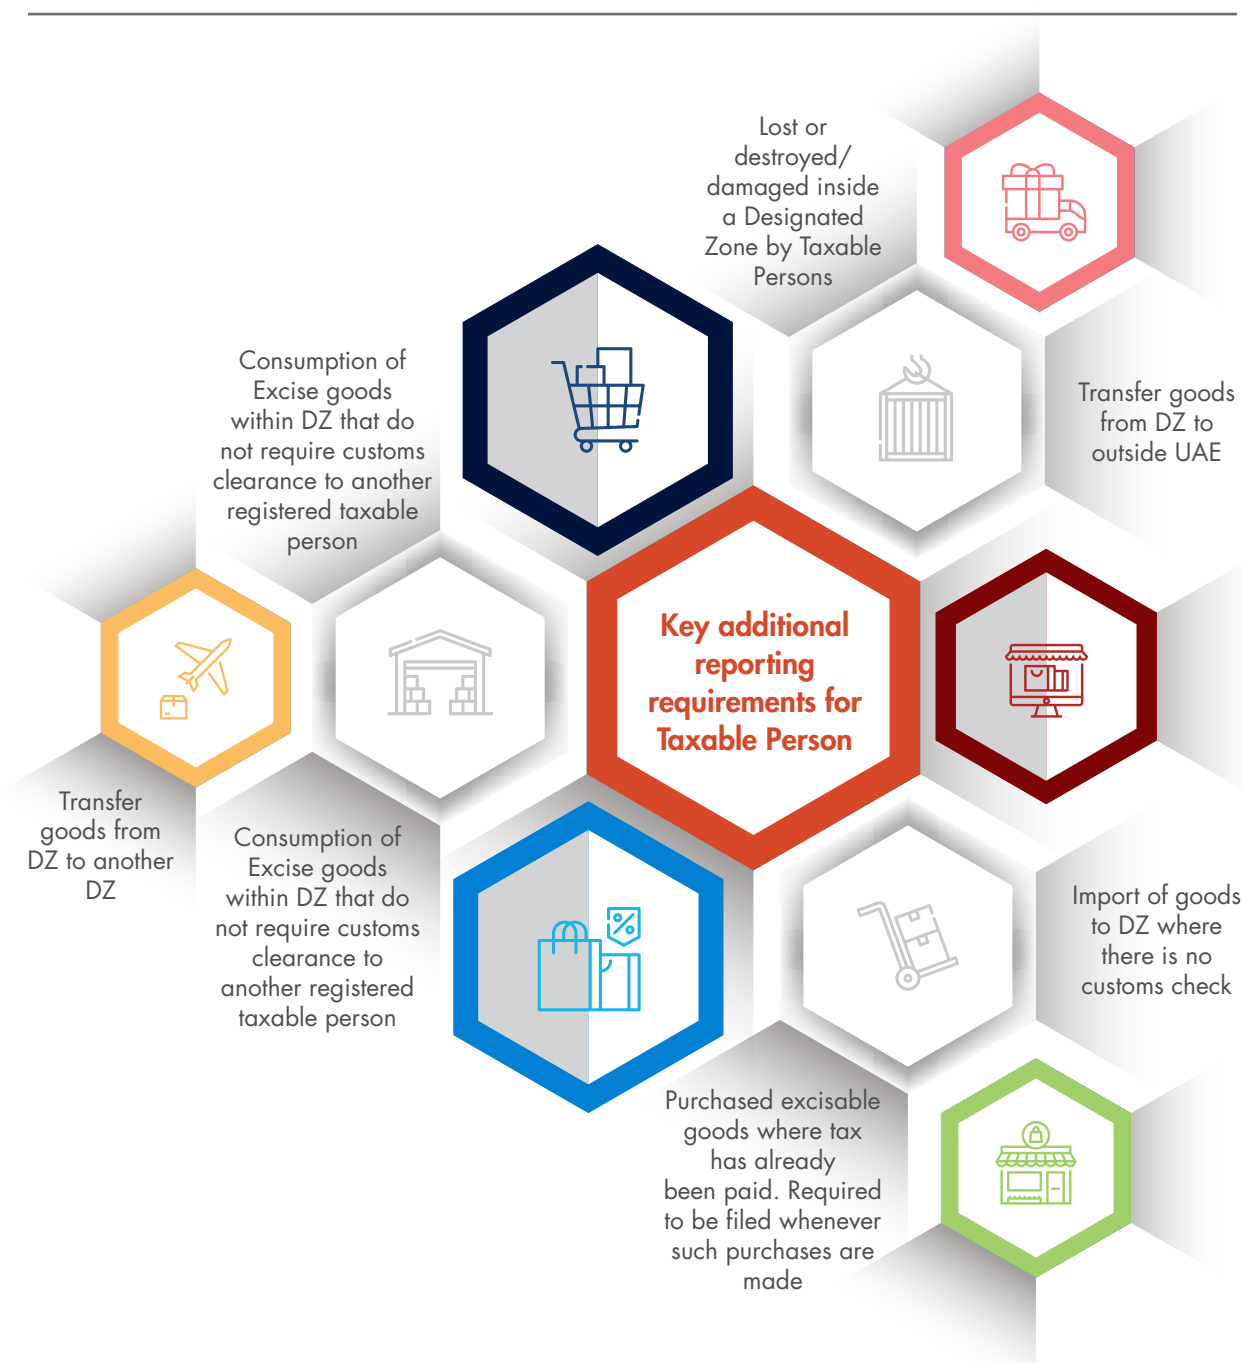 Lost or
destroyed/
damaged inside
a Designated
Zone by Taxable
Persons
Consumption of
Excise goods
within DZ that do
not require customs
clearance to another
registered taxable
person
Transfer goods
from DZ to
outside UAE
Key additional
reporting
requirements for
Taxable Person
Transfer
goods from
DZ to another
DZ
Consumption of
Excise goods
within DZ that do
not require customs
clearance to
another registered
taxable person
Import of goods
to DZ where
there is no
customs check
Purchased excisable
goods where tax
has already
been paid. Required
to be filed whenever
such purchases are
made
%